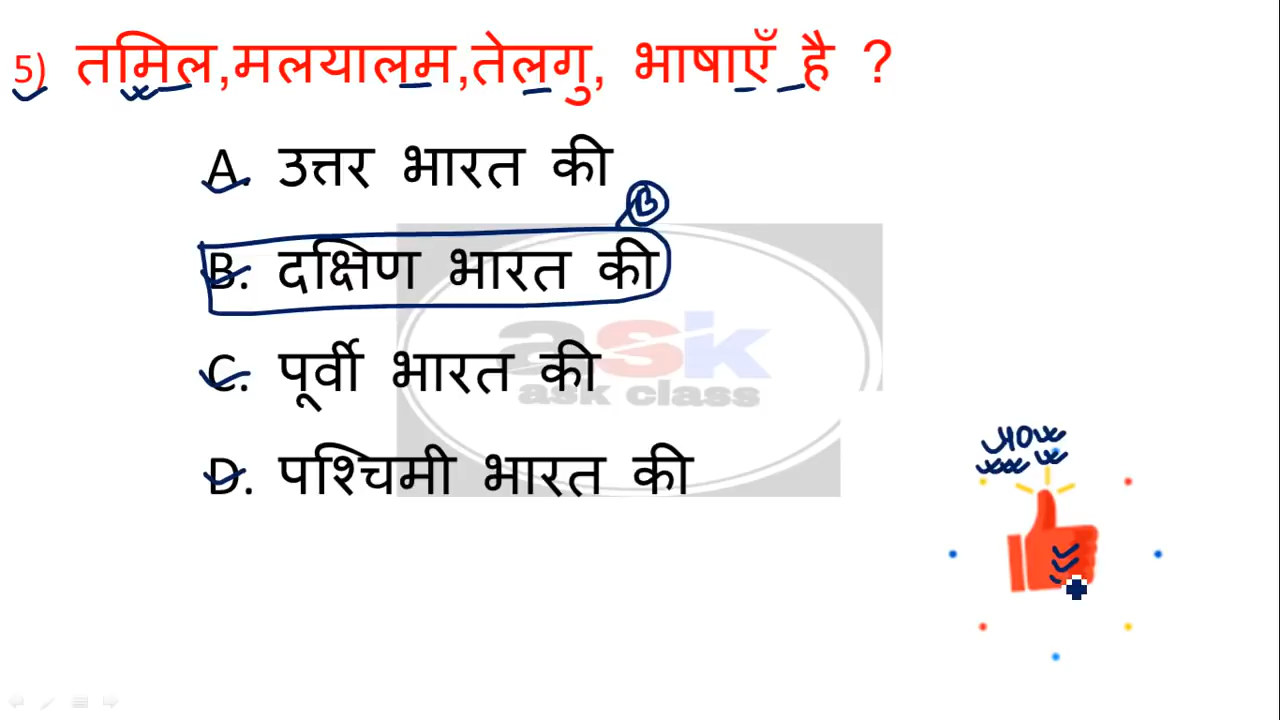 5) तमिल,मलयालम,तेलगु, भाषाएँ है ?
A. उत्तर भारत की
B
B. दक्षिण भारत की
C. पूर्वी भारत की
D. पश्चिमी भारत की
ask
ask class